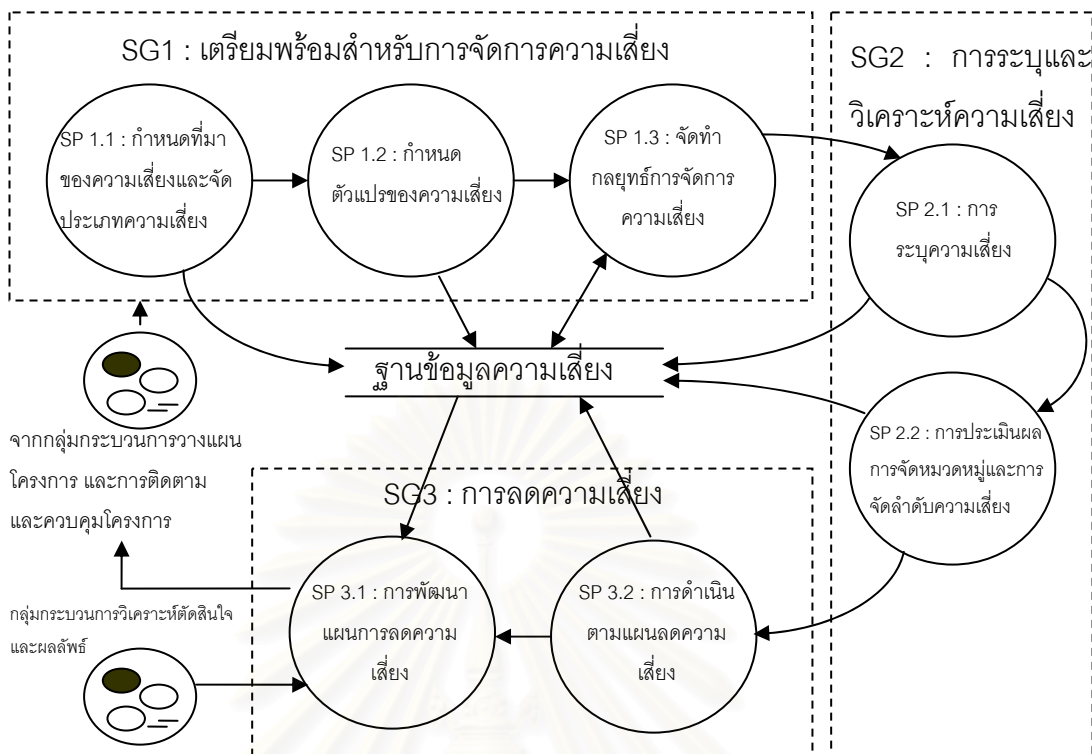 SG1 : เตรียมพร้อมสำหรับการจัดการความเสี่ยง
SP 1.1 : กำหนดที่มา
ของความเสี่ยงและจัด
ประเภทความเสี่ยง
SP 1.2 : กำหนด
ตัวแปรของความเสี่ยง
SP 1.3 : จัดทำ
กลยุทธ์การจัดการ
ความเสี่ยง
SG2 : การระบุและ
วิเคราะห์ความเสี่ยง
SP 2.1 : การ
ระบุความเสี่ยง
SP 2.2 : การประเมินผล
การจัดหมวดหมู่และการ
จัดลำดับความเสี่ยง
ฐานข้อมูลความเสี่ยง
จากกลุ่มกระบวนการวางแผน
โครงการ และการติดตาม
และควบคุมโครงการ
SG3 : การลดความเสี่ยง
SP 3.1 : การพัฒนา
แผนการลดความ
เสี่ยง
SP 3.2 : การดำเนิน
ตามแผนลดความ
เสี่ยง
กลุ่มกระบวนการวิเคราะห์ตัดสินใจ
และผลลัพธ์